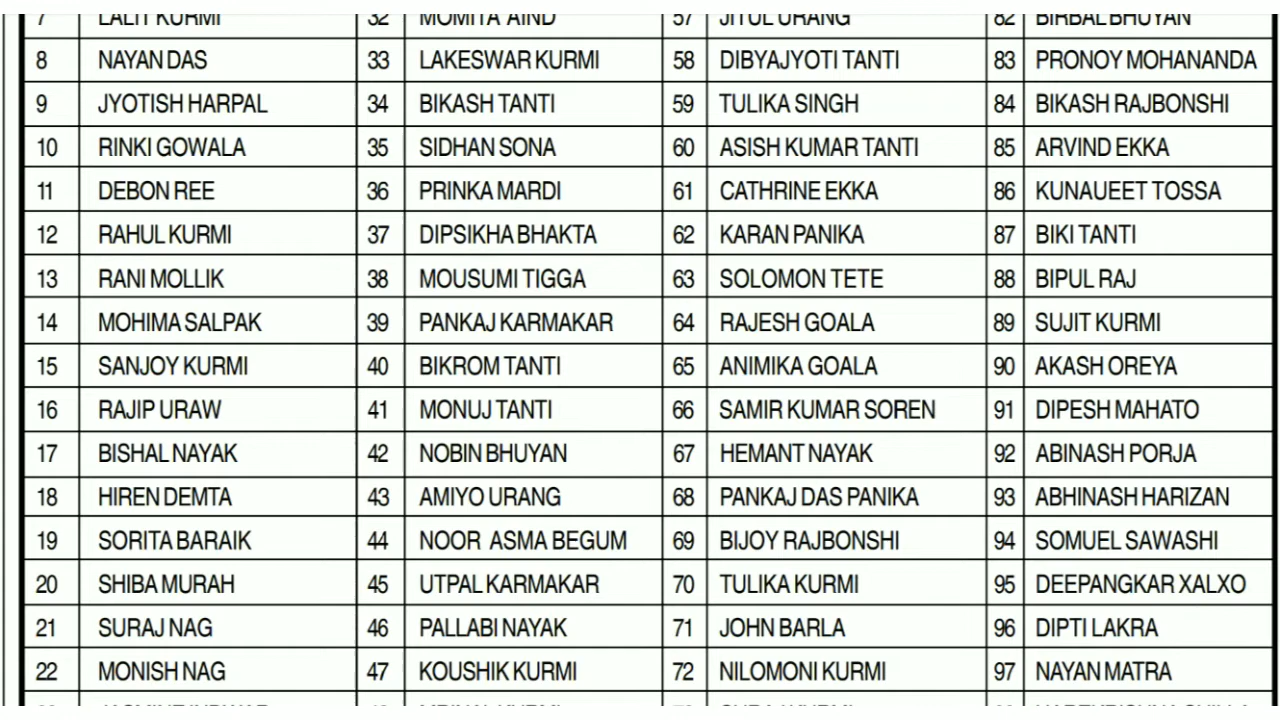 7 LALIT KURMI 32 MOMITA AIND 57 JITUL URANG 82 BIRBAL BHUYAN
8 NAYAN DAS 33 LAKESWAR KURMI 58 DIBYAJYOTI TANTI 83 PRONOY MOHANANDA
9 JYOTISH HARPAL 34 BIKASH TANTI 59 TULIKA SINGH 84 BIKASH RAJBONSHI
10 RINKI GOWALA 35 SIDHAN SONA 60 ASISH KUMAR TANTI 85 ARVIND EKKA
11 DEBON REE 36 PRINKA MARDI 61 CATHRINE EKKA 86 KUNAUEET TOSSA
12 RAHUL KURMI 37 DIPSIKHA BHAKTA 62 KARAN PANIKA 87 BIKI TANTI
13 RANI MOLLIK 38 MOUSUMI TIGGA 63 SOLOMON TETE 88 BIPUL RAJ
14 MOHIMA SALPAK 39 PANKAJ KARMAKAR 64 RAJESH GOALA 89 SUJIT KURMI
15 SANJOY KURMI 40 BIKROM TANTI 65 ANIMIKA GOALA 90 AKASH OREYA
16 RAJIP URAW 41 MONUJ TANTI 66 SAMIR KUMAR SOREN 91 DIPESH MAHATO
17 BISHAL NAYAK 42 NOBIN BHUYAN 67 HEMANT NAYAK 92 ABINASH PORJA
18 HIREN DEMTA 43 AMIYO URANG 68 PANKAJ DAS PANIKA 93 ABHINASH HARIZAN
19 SORITA BARAIK 44 NOOR ASMA BEGUM 69 BIJOY RAJBONSHI 94 SOMUEL SAWASHI
20 SHIBA MURAH 45 UTPAL KARMAKAR 70 TULIKA KURMI 95 DEEPANGKAR XALXO
21 SURAJ NAG 46 PALLABI NAYAK 71 JOHN BARLA 96 DIPTI LAKRA
22 MONISH NAG 47 KOUSHIK KURMI 72 NILOMONI KURMI 97 NAYAN MATRA